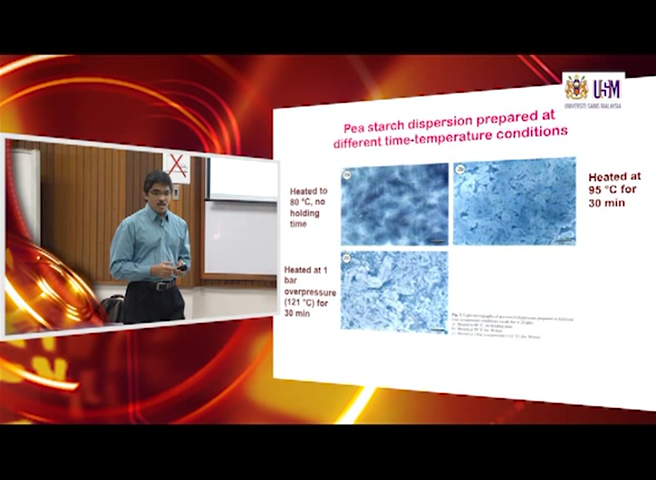 USM
UNIVERSITI SAINS MALAYSIA
Pea starch dispersion prepared at
different time-temperature conditions
Heated to
80 °C, no
holding
time
Heated at
95 °C for
30 min
Heated at 1
bar
overpressure
(121 °C) for
30 min